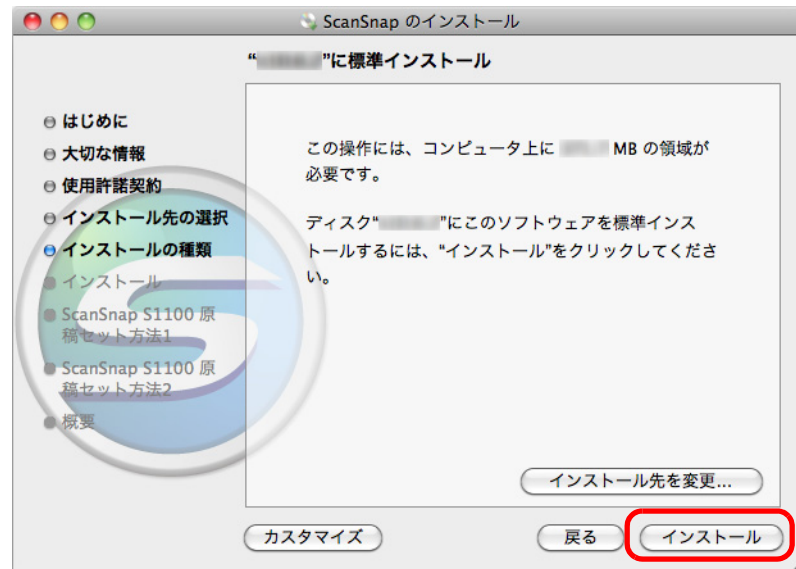 ScanSnap のインストール
“ ”に標準インストール
はじめに
大切な情報
使用許諾契約
インストール先の選択
インストールの種類
インストール
ScanSnap S1100 原
稿セット方法1
ScanSnap S1100 原
稿セット方法2
概要
この操作には、コンピュータ上に MB の領域が
必要です。
ディスク“ ”にこのソフトウェアを標準インス
トールするには、“インストール”をクリックしてくださ
い。
インストール先を変更...
カスタマイズ
戻る
インストール